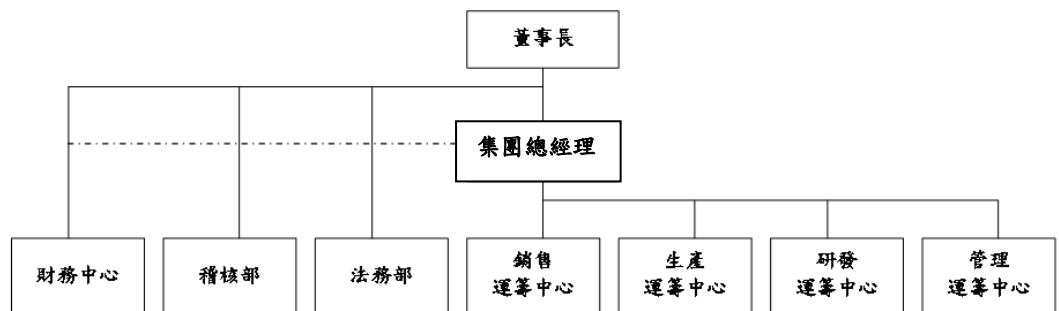 董事長
集團總經理
財務中心
稽核部
法務部
銷售
運籌中心
生產
運籌中心
研發
運籌中心
管理
運籌中心